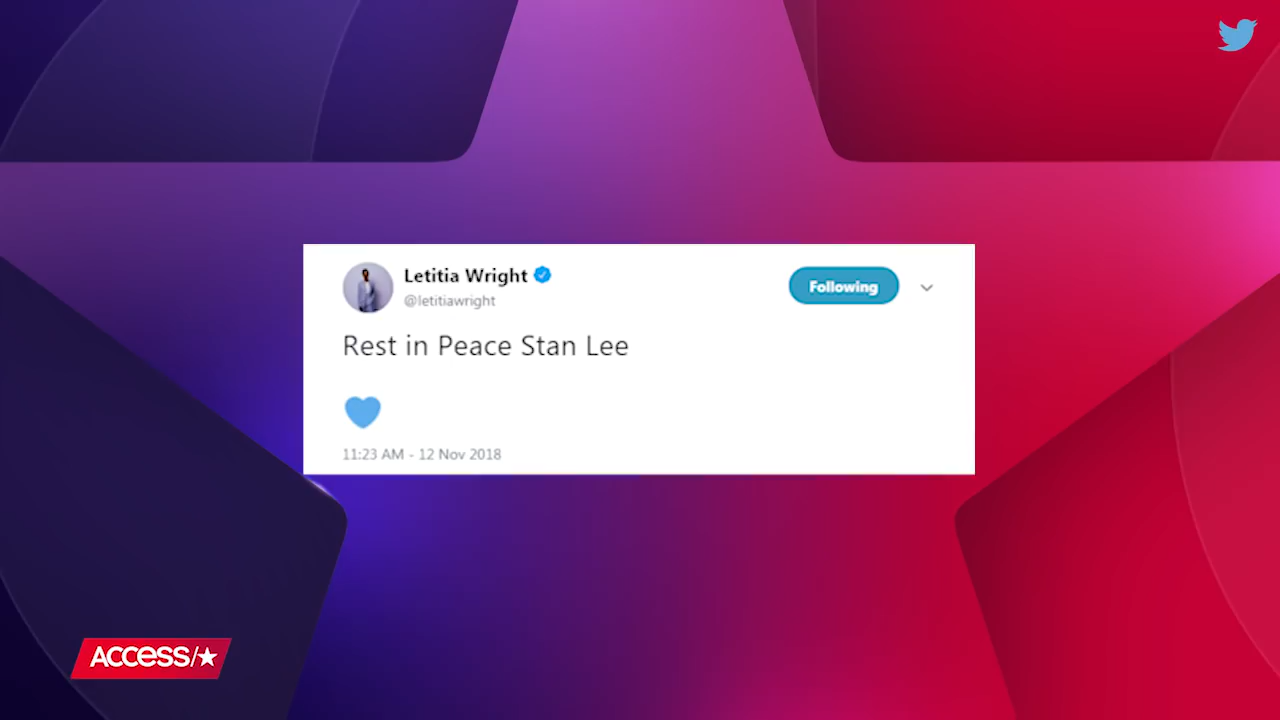 Letitia Wright
@letitiawright
Following
Rest in Peace Stan Lee
11:23 AM - 12 Nov 2018
ACCESS/